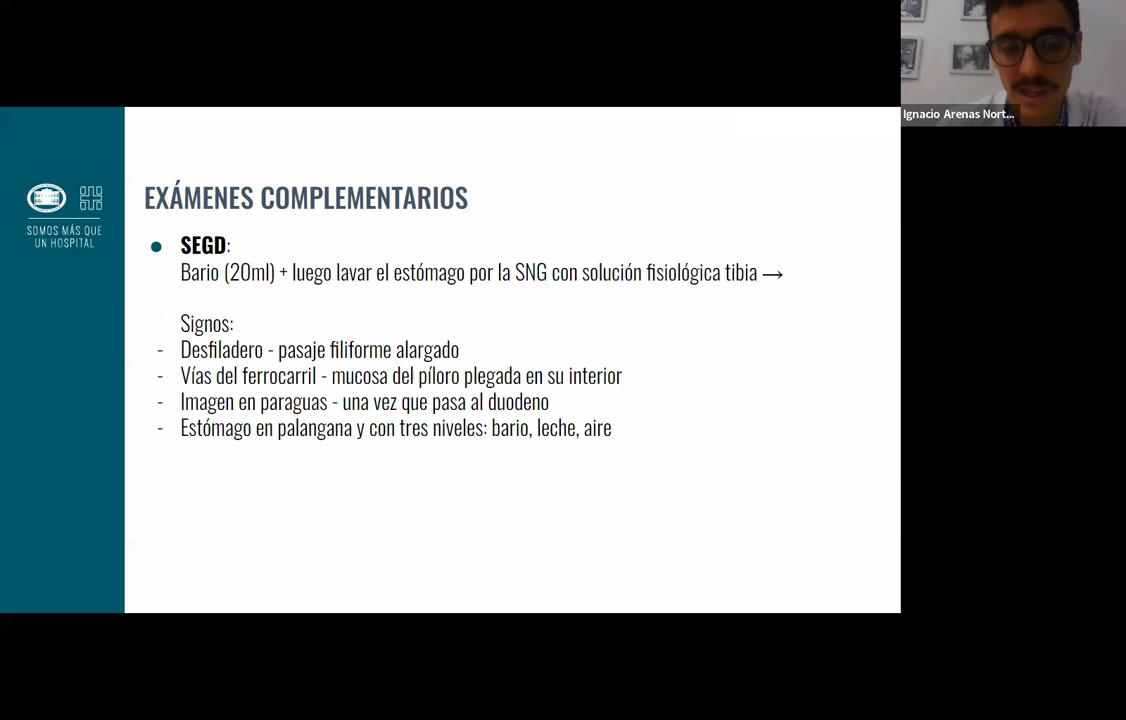 Ignacio Arenas Nort...
SOMOS MÁS QUE
UN HOSPITAL
EXÁMENES COMPLEMENTARIOS
● SEGD:
Bario (20ml) + luego lavar el estómago por la SNG con solución fisiológica tibia →
Signos:
- Desfiladero - pasaje filiforme alargado
- Vías del ferrocarril - mucosa del píloro plegada en su interior
- Imagen en paraguas - una vez que pasa al duodeno
- Estómago en palangana y con tres niveles: bario, leche, aire